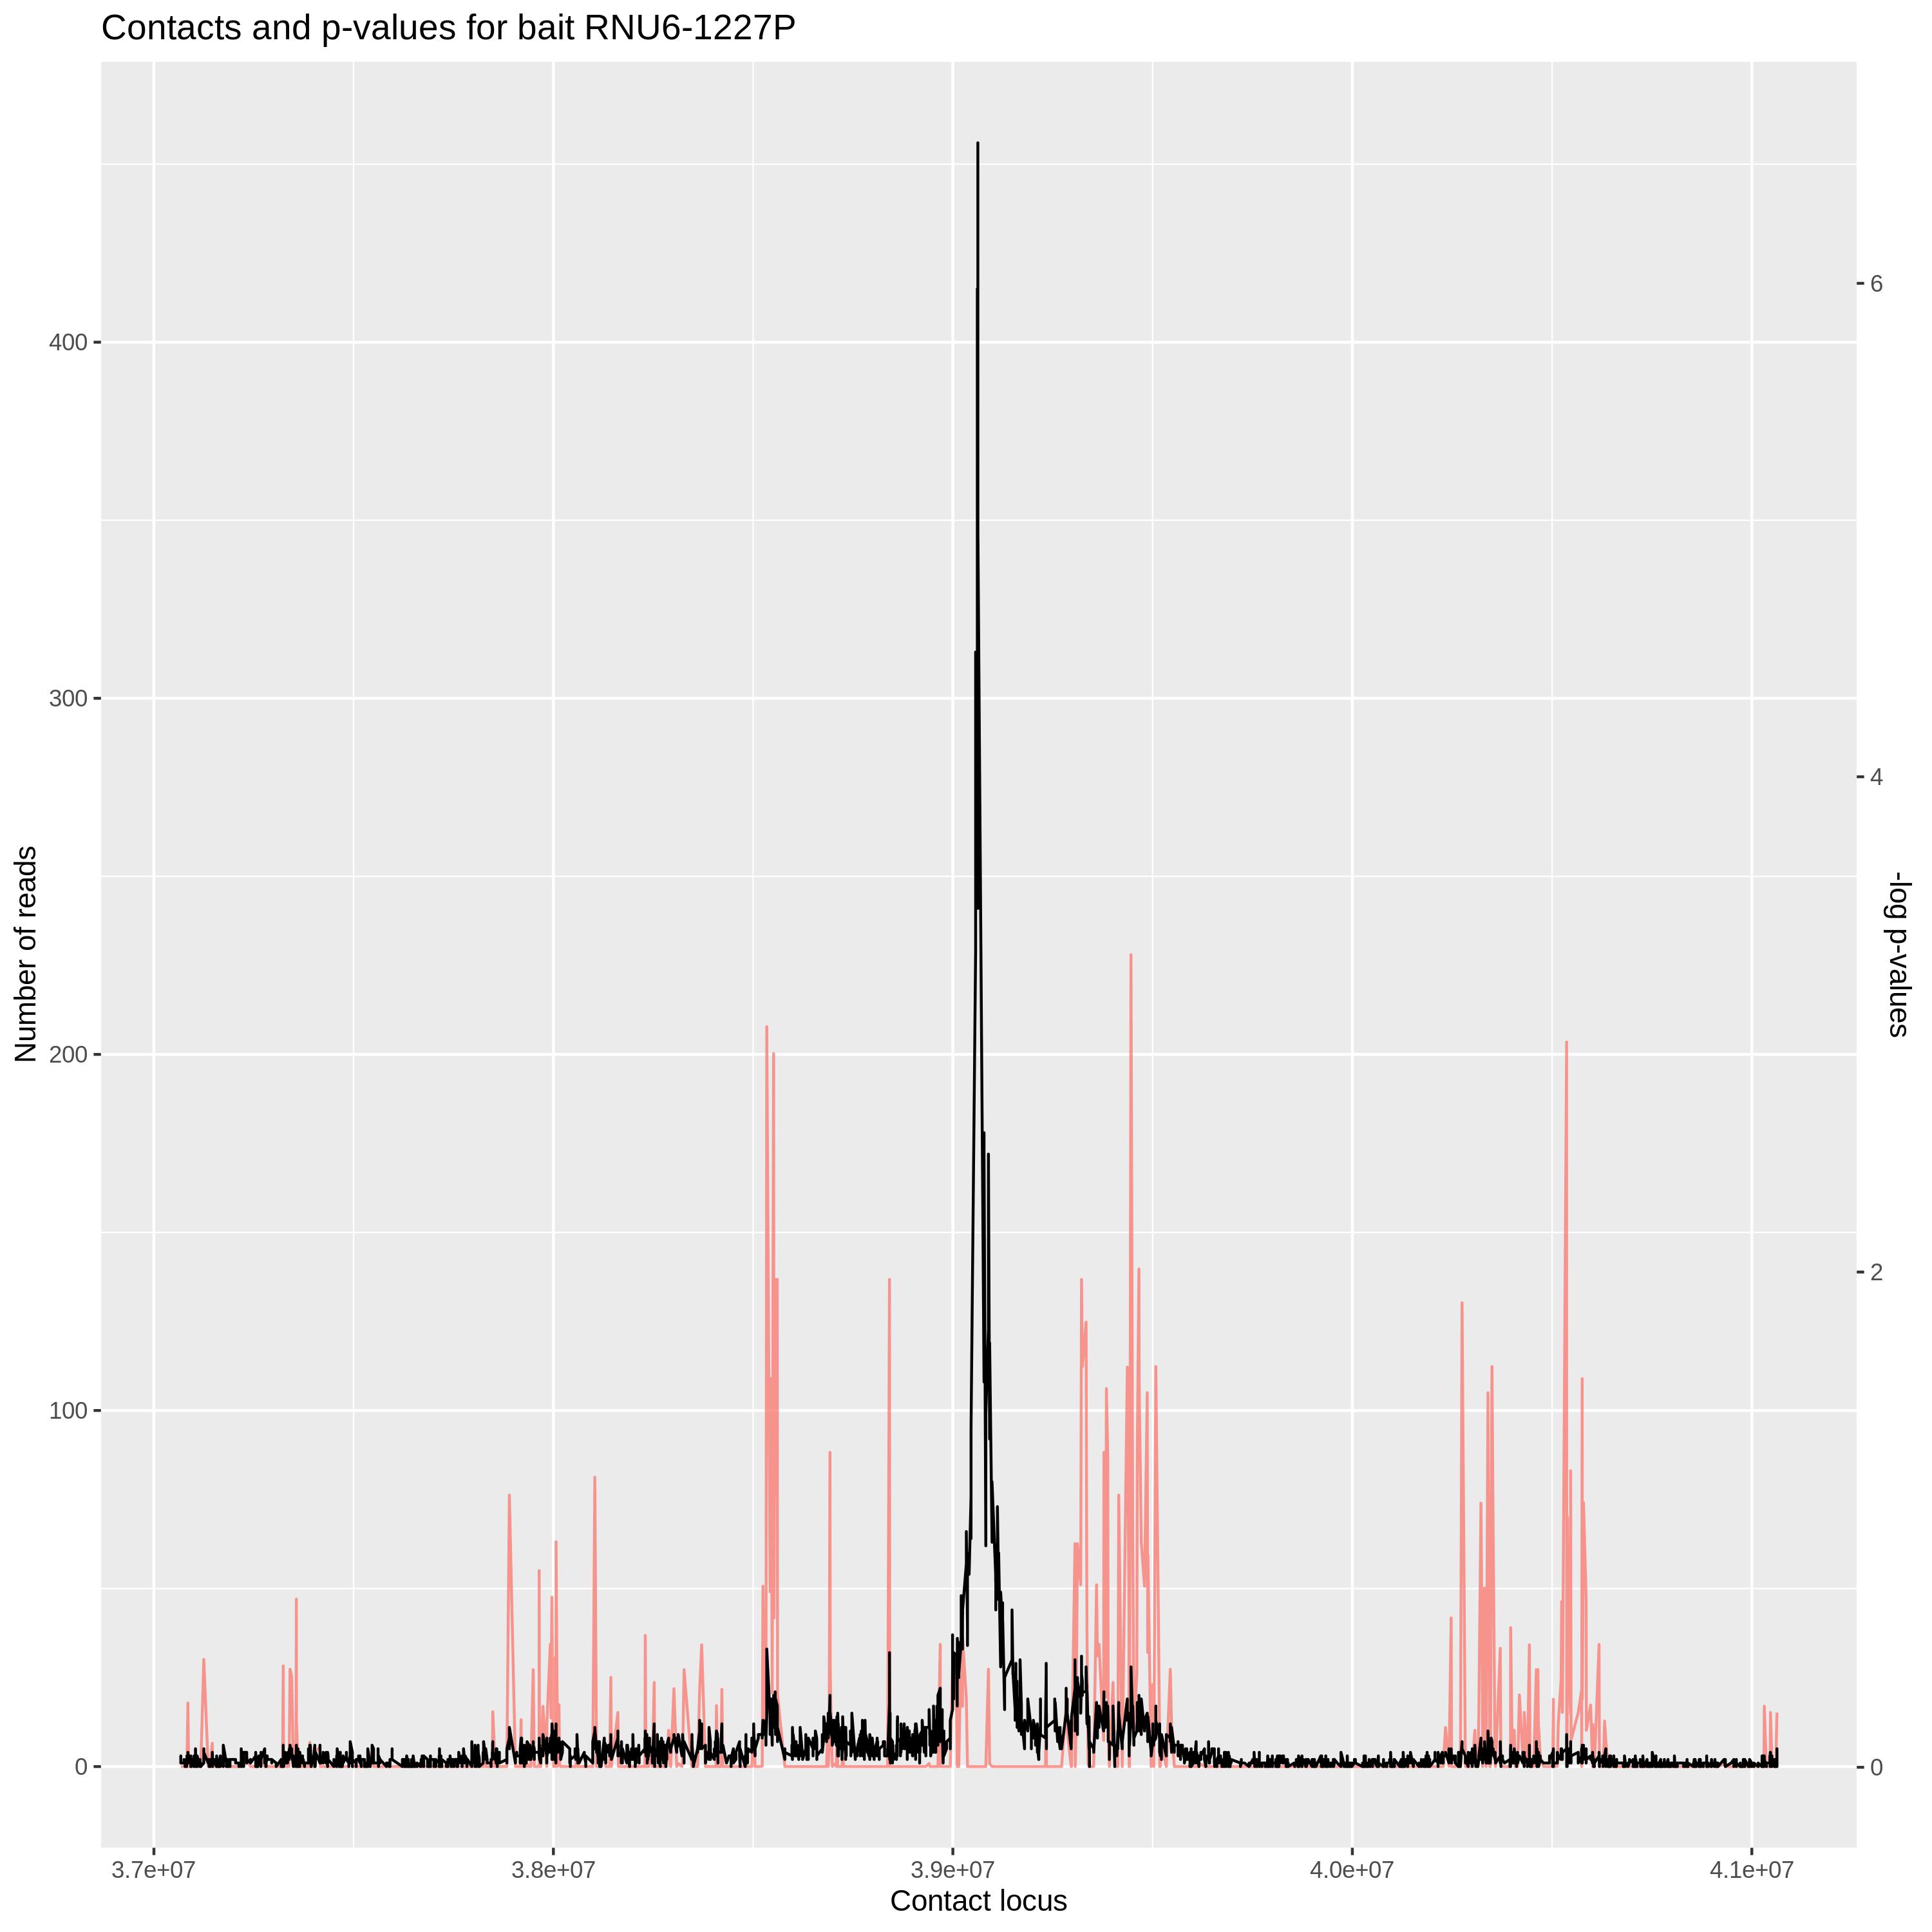 Contacts and p-values for bait RNU6-1227P
Number of reads
400
300
200
100
0
6
4
2
0
-log p-values
3.7e+07
3.8e+07
3.9e+07
4.0e+07
4.1e+07
Contact locus